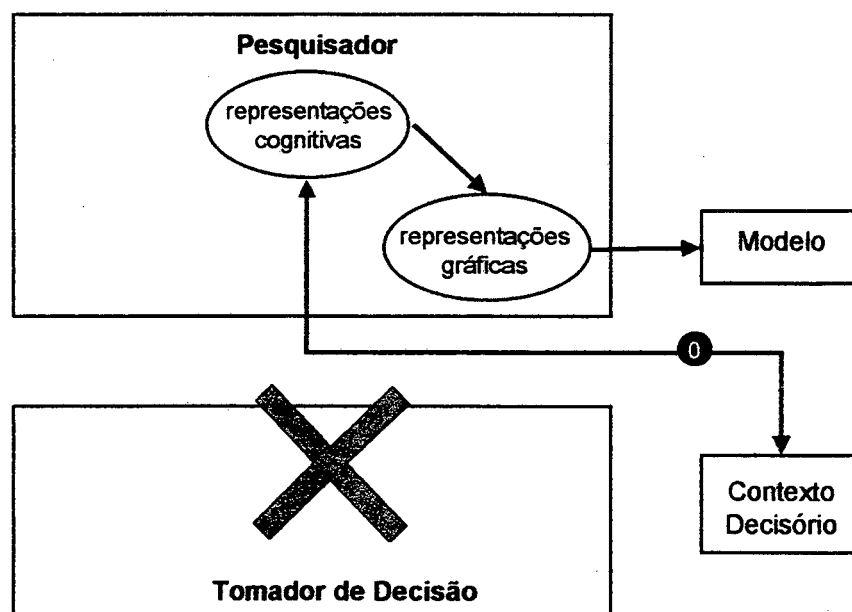 Pesquisador
representações
cognitivas
representações
gráficas
Modelo
0
Contexto
Decisório
Tomador de Decisão